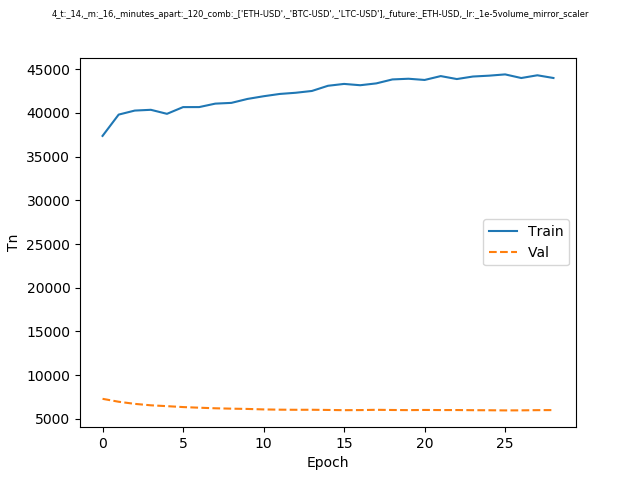 4_t:_14,_m:_16,_minutes_apart:_120_comb:_['ETH-USD',_'BTC-USD',_'LTC-USD'],_future:_ETH-USD,_lr:_1e-5volume_mirror_scaler
45000
40000
35000
30000
25000
20000
15000
10000
5000
Tn
Train
Val
0 5 10 15 20 25
Epoch